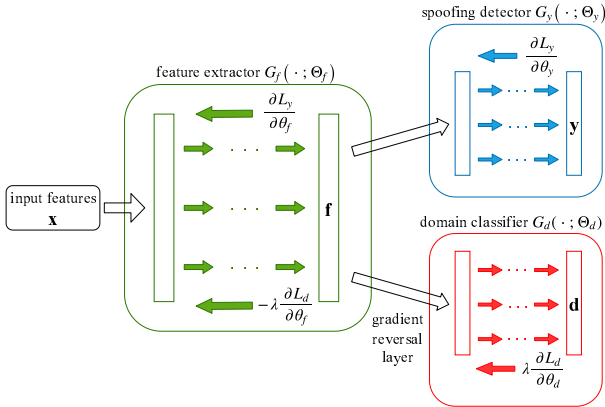 spoofing detector G_y( · ; Θ_y)
∂L_y
∂θ_y
. . .
. . .
y
. . .
feature extractor G_f( · ; Θ_f)
∂L_y
∂θ_f
. . .
input features
x
. . .
f
. . .
−λ ∂L_d
∂θ_f
gradient
reversal
layer
domain classifier G_d( · ; Θ_d)
. . .
. . .
d
. . .
λ ∂L_d
∂θ_d